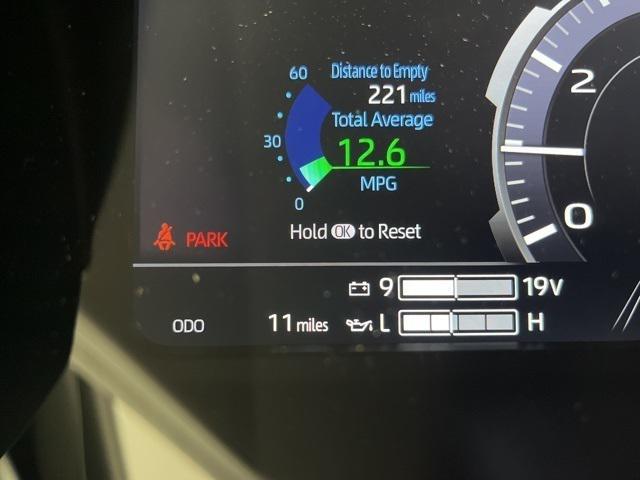 60
Distance to Empty
221 miles
Total Average
30
12.6
MPG
0
Hold OK to Reset
PARK
2
0
9 19V
ODO 11 miles
L H